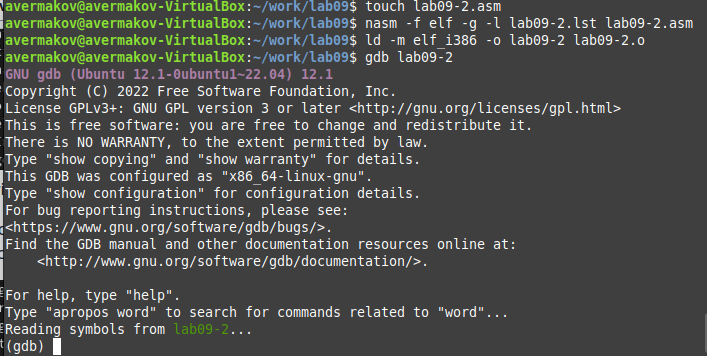 avermakov@avermakov-VirtualBox:~/work/lab09$ touch lab09-2.asm
avermakov@avermakov-VirtualBox:~/work/lab09$ nasm -f elf -g -l lab09-2.lst lab09-2.asm
avermakov@avermakov-VirtualBox:~/work/lab09$ ld -m elf_i386 -o lab09-2 lab09-2.o
avermakov@avermakov-VirtualBox:~/work/lab09$ gdb lab09-2
GNU gdb (Ubuntu 12.1-0ubuntu1~22.04) 12.1
Copyright (C) 2022 Free Software Foundation, Inc.
License GPLv3+: GNU GPL version 3 or later <http://gnu.org/licenses/gpl.html>
This is free software: you are free to change and redistribute it.
There is NO WARRANTY, to the extent permitted by law.
Type "show copying" and "show warranty" for details.
This GDB was configured as "x86_64-linux-gnu".
Type "show configuration" for configuration details.
For bug reporting instructions, please see:
<https://www.gnu.org/software/gdb/bugs/>.
Find the GDB manual and other documentation resources online at:
    <http://www.gnu.org/software/gdb/documentation/>.

For help, type "help".
Type "apropos word" to search for commands related to "word"...
Reading symbols from lab09-2...
(gdb)